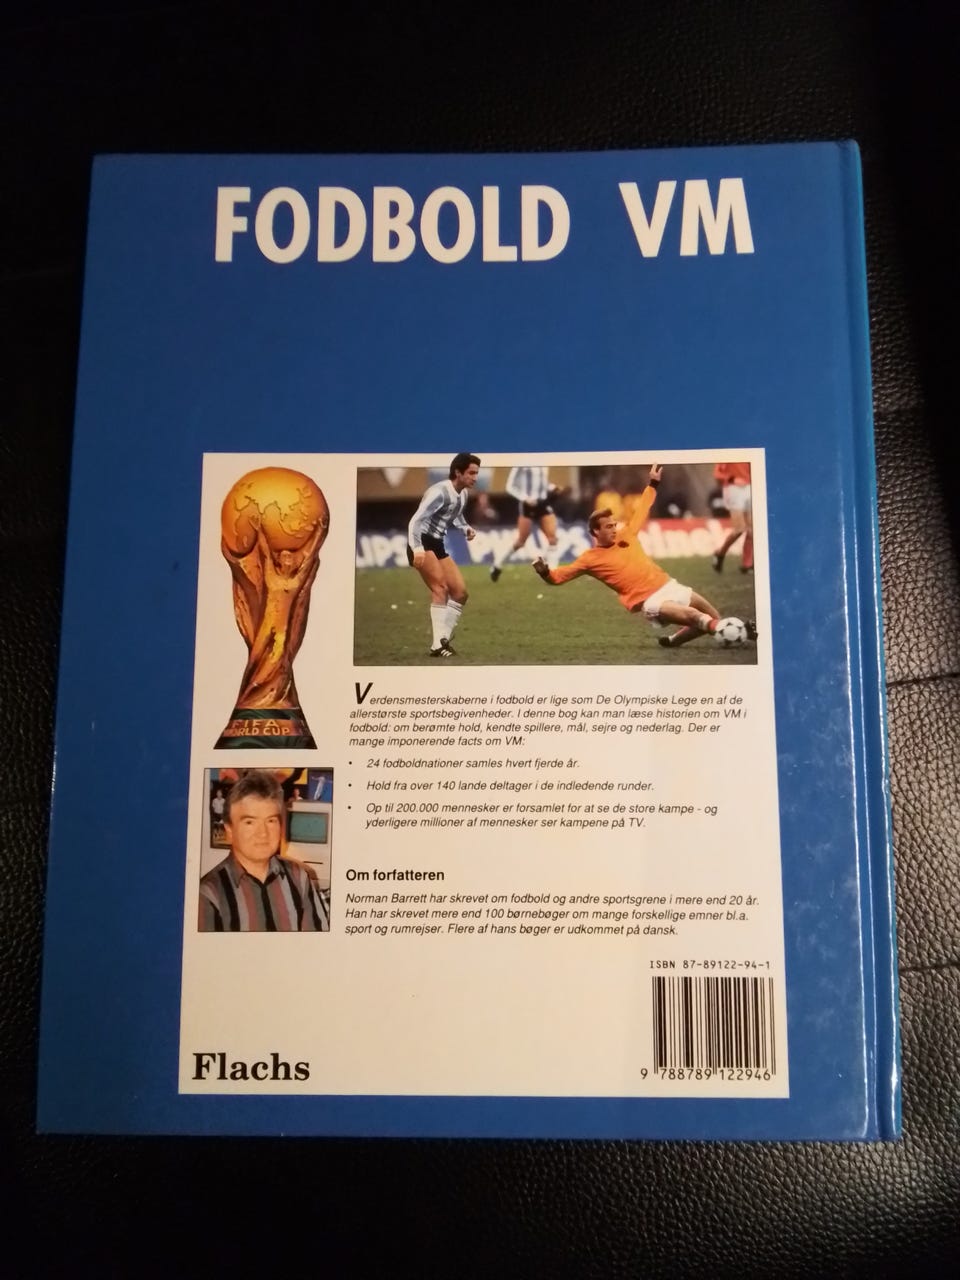 FODBOLD VM
FIFA
WORLD CUP
PHILIPS
Verdensmesterskaberne i fodbold er lige som De Olympiske Lege en af de
allerstørste sportsbegivenheder. I denne bog kan man læse historien om VM i
fodbold: om berømte hold, kendte spillere, mål, sejre og nederlag. Der er
mange imponerende facts om VM:
• 24 fodboldnationer samles hvert fjerde år.
• Hold fra over 140 lande deltager i de indledende runder.
• Op til 200.000 mennesker er forsamlet for at se de store kampe - og
yderligere millioner af mennesker ser kampene på TV.
Om forfatteren
Norman Barrett har skrevet om fodbold og andre sportsgrene i mere end 20 år.
Han har skrevet mere end 100 børnebøger om mange forskellige emner bl.a.
sport og rumrejser. Flere af hans bøger er udkommet på dansk.
ISBN 87-89122-94-1
9 788789 122946
Flachs